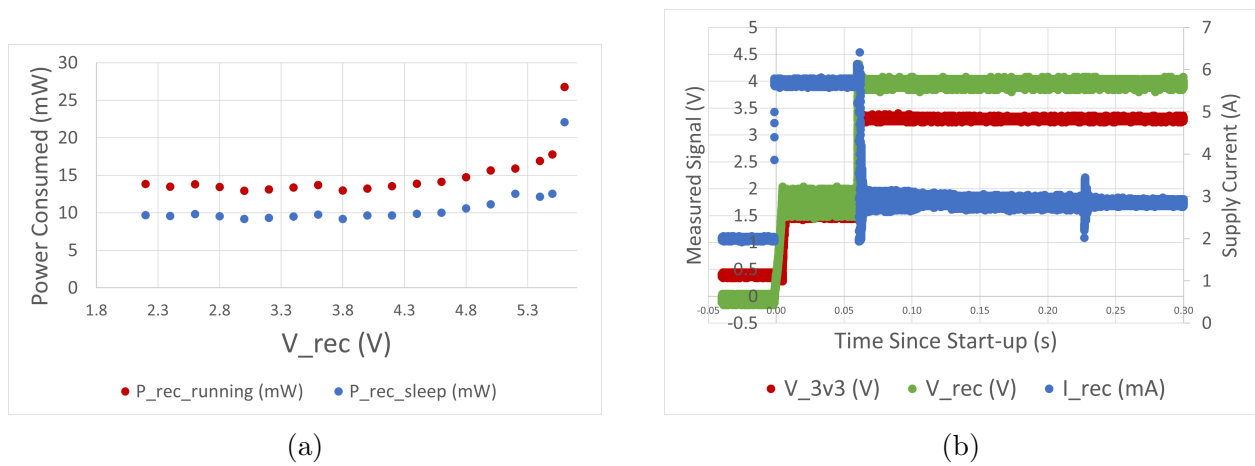 30
25
20
15
10
5
0
Power Consumed (mW)
1.8 2.3 2.8 3.3 3.8 4.3 4.8 5.3
V_rec (V)
P_rec_running (mW) P_rec_sleep (mW)
(a)
5
4.5
4
3.5
3
2.5
2
1.5
1
0.5
0
-0.5
Measured Signal (V)
7
6
5
4
3
2
1
0
Supply Current (A)
-0.05 0.00 0.05 0.10 0.15 0.20 0.25 0.30
Time Since Start-up (s)
V_3v3 (V) V_rec (V) I_rec (mA)
(b)